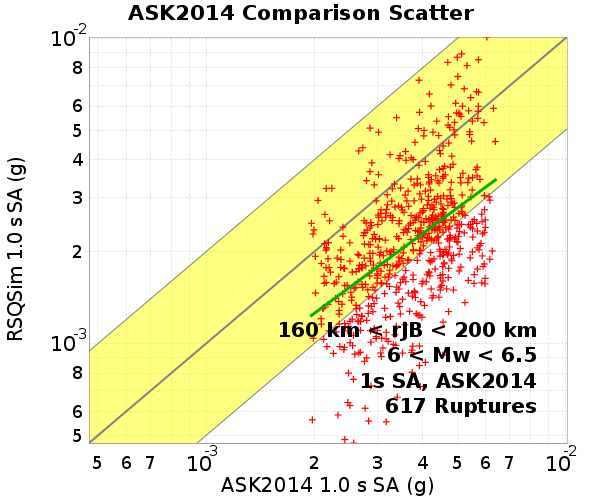 ASK2014 Comparison Scatter
RSQSim 1.0 s SA (g)
10-2
8
6
5
4
3
2
10-3
8
6
5
160 km < rJB < 200 km
6 < Mw < 6.5
1s SA, ASK2014
617 Ruptures
5 6 7 10-3 2 3 4 5 6 7 10-2
ASK2014 1.0 s SA (g)